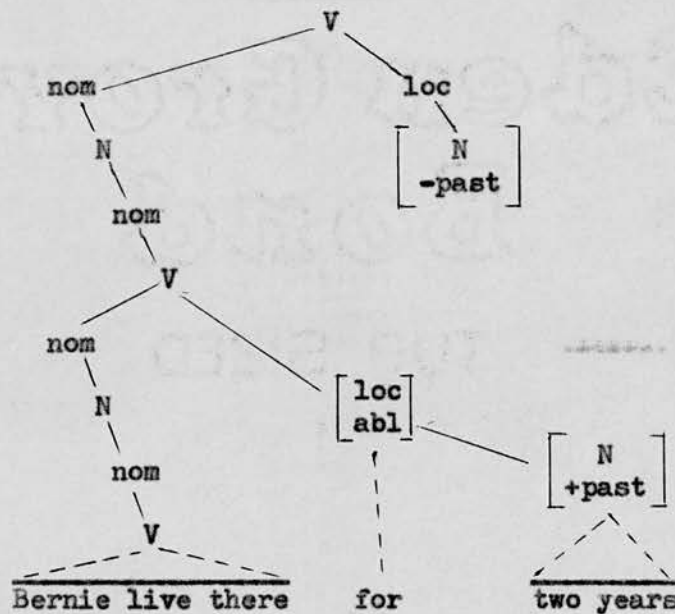 V
nom loc
N N
-past
nom
V
nom
loc
N abl
N
nom +past
V
Bernie live there for two years